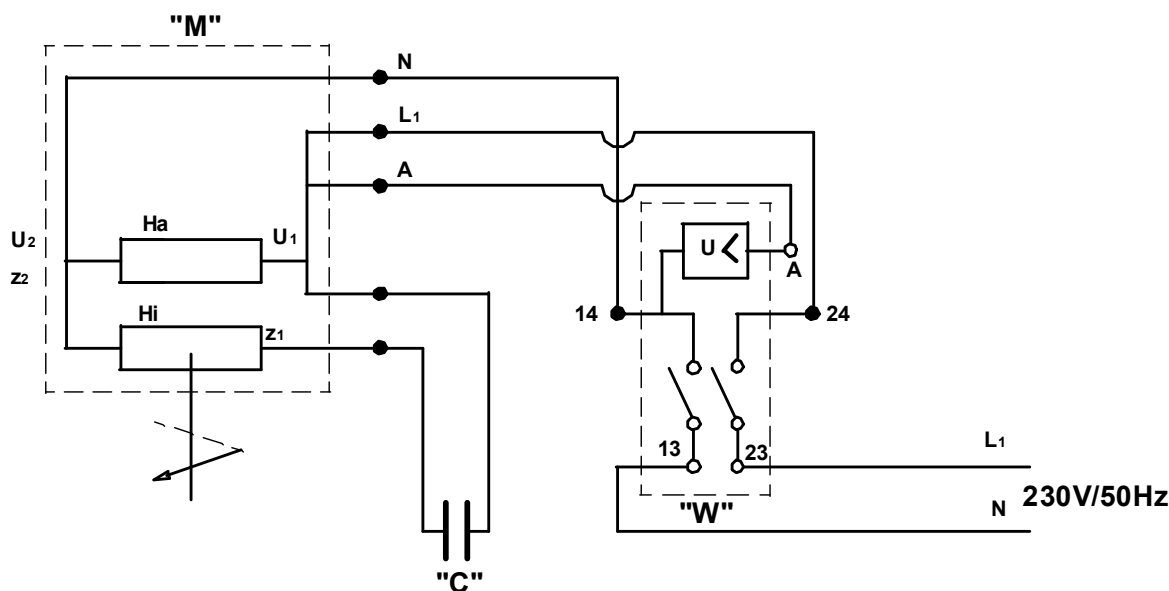 "M"
N
L1
A
Ha
U1
U2
z2
Hi
z1
U <
A
14
24
13
23
L1
230V/50Hz
N
"W"
"C"